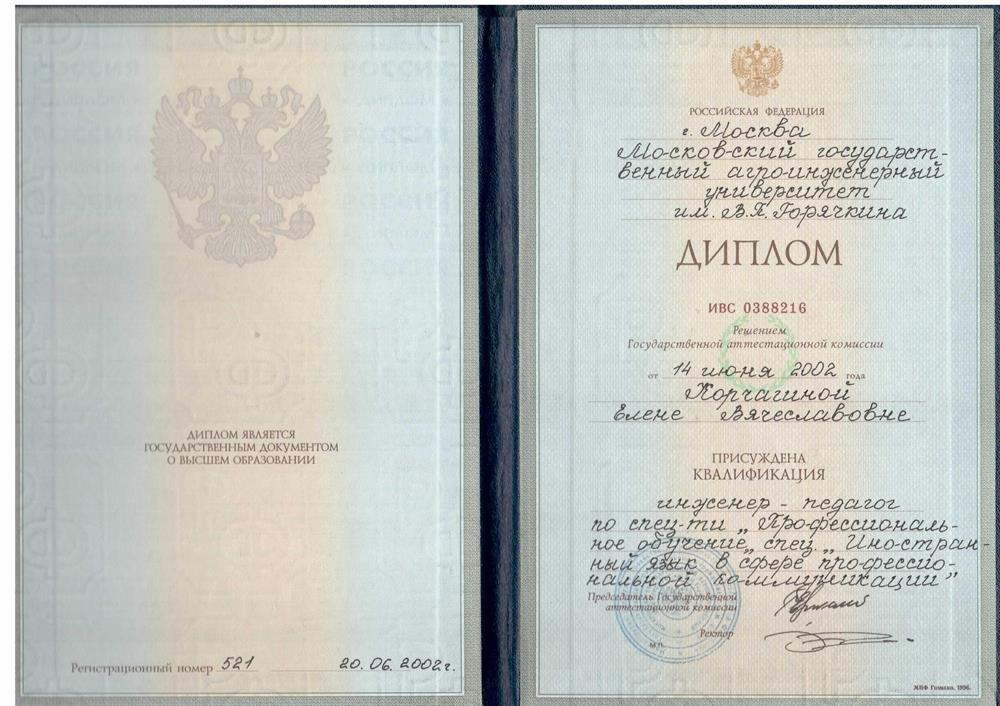 ДИПЛОМ ЯВЛЯЕТСЯ
ГОСУДАРСТВЕННЫМ ДОКУМЕНТОМ
О ВЫСШЕМ ОБРАЗОВАНИИ
Регистрационный номер 521 20.06.2002г.
РОССИЙСКАЯ ФЕДЕРАЦИЯ
г. Москва
Московский государст-
венный агроинженерный
университет
им. В.П. Горячкина
ДИПЛОМ
ИВС 0388216
Решением
Государственной аттестационной комиссии
от 14 июня 2002 года
Корчагиной
Елене Вячеславовне
ПРИСУЖДЕНА
КВАЛИФИКАЦИЯ
инженер - педагог
по спец-ти „Профессиональ-
ное обучение„ спец. „Иностран-
ный язык в сфере профессио-
нальной коммуникации"
Председатель Государственной
аттестационной комиссии
Ректор
М.П.
МПФ Гознака. 1996.